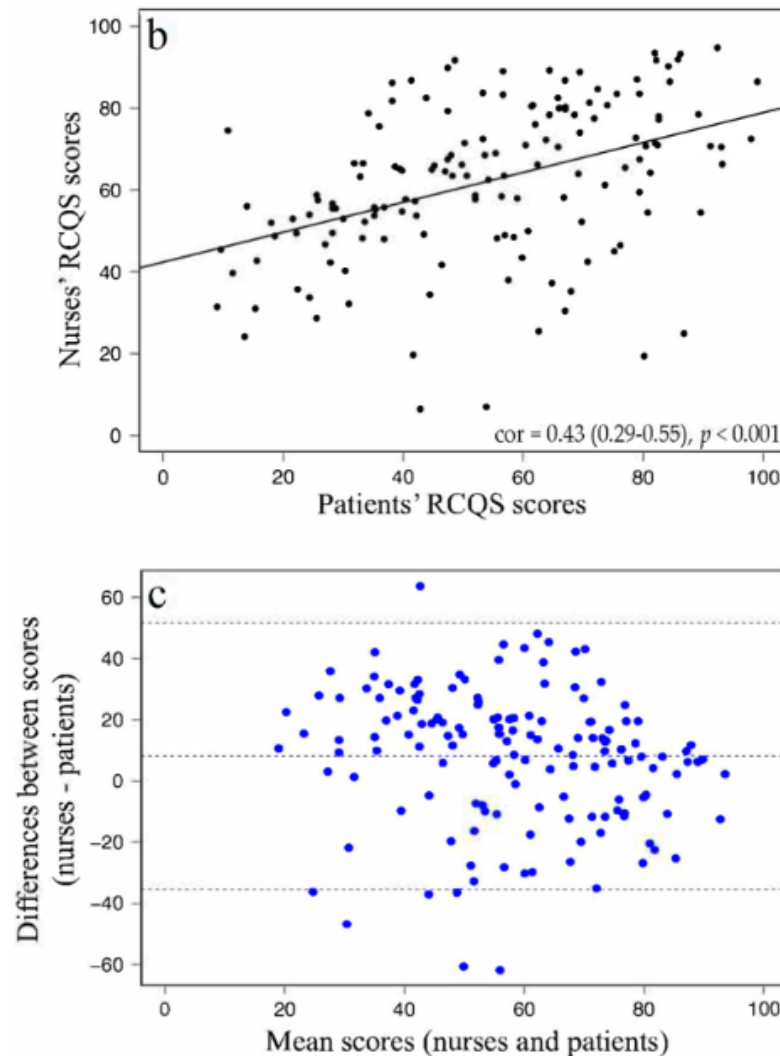 b
100
80
60
40
20
0
Nurses' RCQS scores
cor = 0.43 (0.29-0.55), p < 0.001
0 20 40 60 80 100
Patients' RCQS scores
c
60
40
20
0
−20
−40
−60
Differences between scores
(nurses - patients)
0 20 40 60 80 100
Mean scores (nurses and patients)